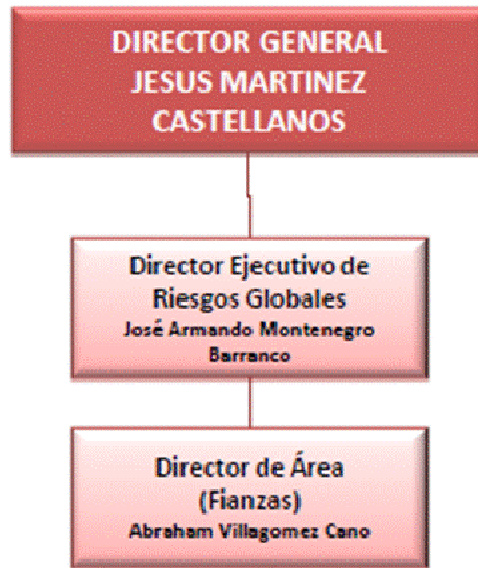 DIRECTOR GENERAL
JESUS MARTINEZ
CASTELLANOS
Director Ejecutivo de
Riesgos Globales
José Armando Montenegro
Barranco
Director de Área
(Fianzas)
Abraham Villagomez Cano